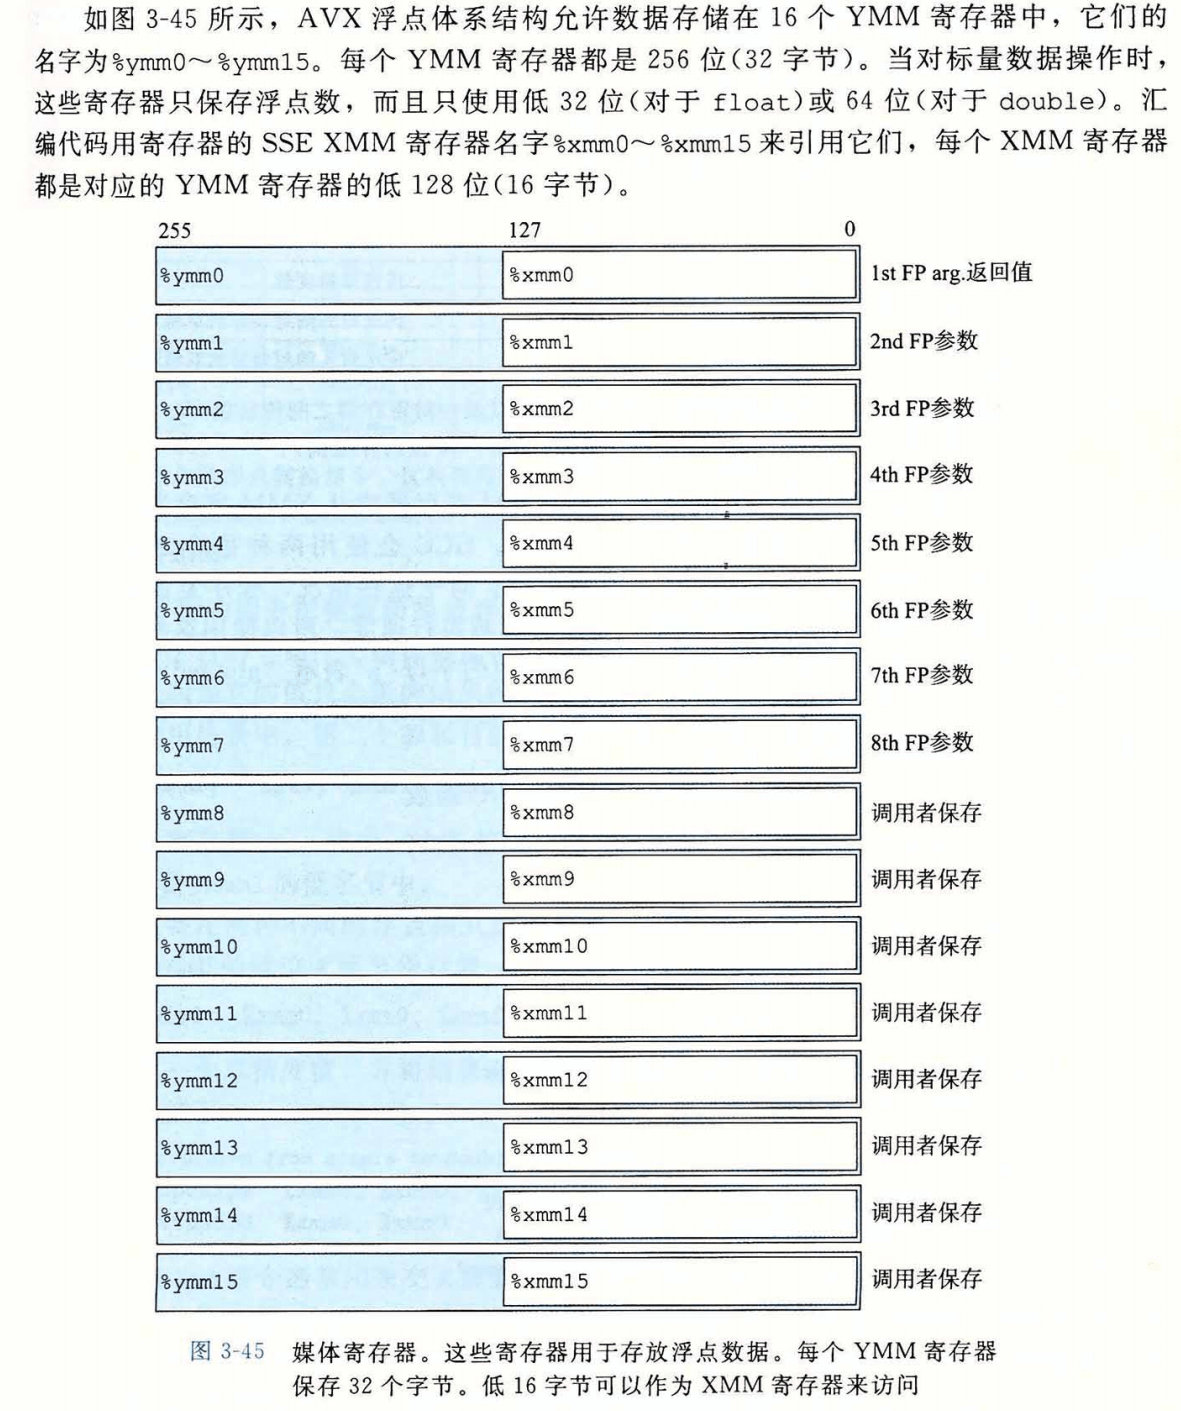 如图 3-45 所示，AVX 浮点体系结构允许数据存储在 16 个 YMM 寄存器中，它们的
名字为%ymm0～%ymm15。每个 YMM 寄存器都是 256 位(32 字节)。当对标量数据操作时，
这些寄存器只保存浮点数，而且只使用低 32 位(对于 float)或 64 位(对于 double)。汇
编代码用寄存器的 SSE XMM 寄存器名字%xmm0～%xmm15 来引用它们，每个 XMM 寄存器
都是对应的 YMM 寄存器的低 128 位(16 字节)。
255 127 0
%ymm0 %xmm0 1st FP arg.返回值
%ymm1 %xmm1 2nd FP参数
%ymm2 %xmm2 3rd FP参数
%ymm3 %xmm3 4th FP参数
%ymm4 %xmm4 5th FP参数
%ymm5 %xmm5 6th FP参数
%ymm6 %xmm6 7th FP参数
%ymm7 %xmm7 8th FP参数
%ymm8 %xmm8 调用者保存
%ymm9 %xmm9 调用者保存
%ymm10 %xmm10 调用者保存
%ymm11 %xmm11 调用者保存
%ymm12 %xmm12 调用者保存
%ymm13 %xmm13 调用者保存
%ymm14 %xmm14 调用者保存
%ymm15 %xmm15 调用者保存
图 3-45 媒体寄存器。这些寄存器用于存放浮点数据。每个 YMM 寄存器
保存 32 个字节。低 16 字节可以作为 XMM 寄存器来访问